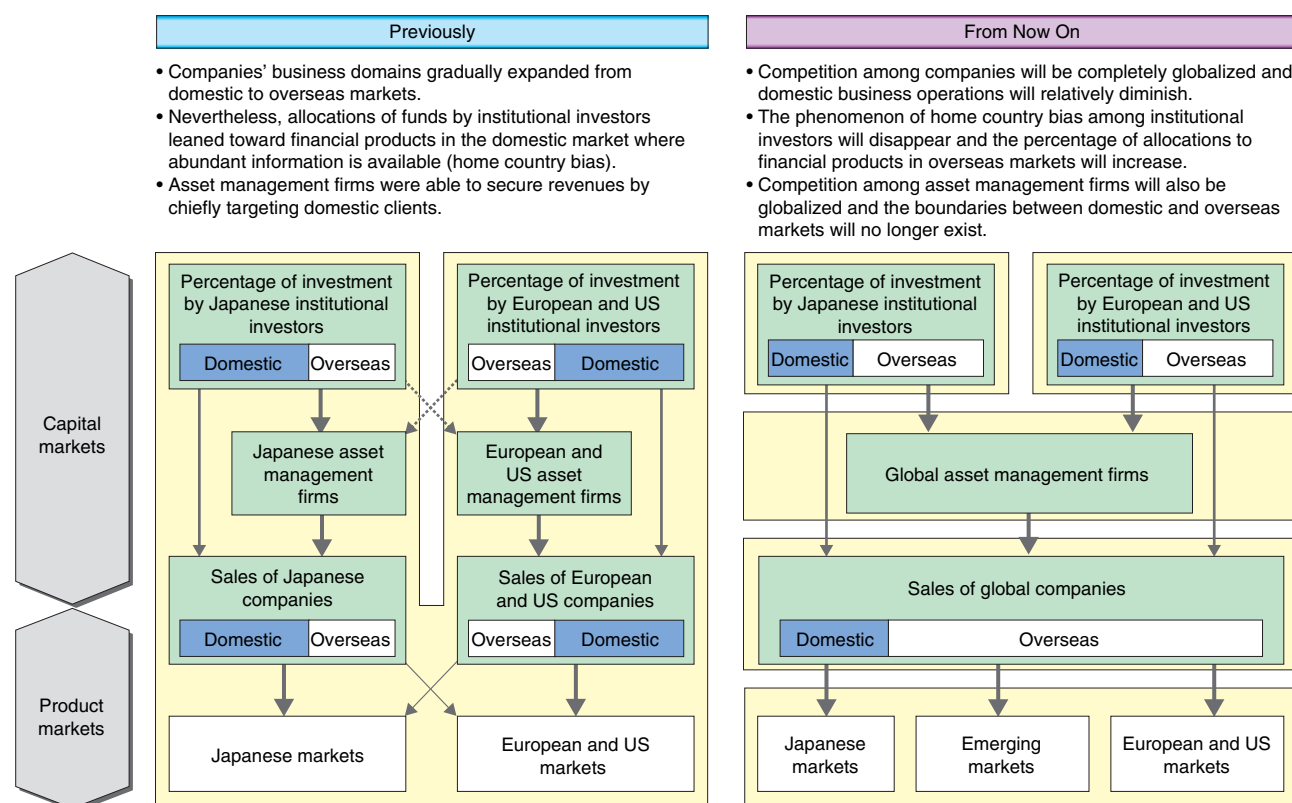 Previously
• Companies' business domains gradually expanded from
domestic to overseas markets.
• Nevertheless, allocations of funds by institutional investors
leaned toward financial products in the domestic market where
abundant information is available (home country bias).
• Asset management firms were able to secure revenues by
chiefly targeting domestic clients.
From Now On
• Competition among companies will be completely globalized and
domestic business operations will relatively diminish.
• The phenomenon of home country bias among institutional
investors will disappear and the percentage of allocations to
financial products in overseas markets will increase.
• Competition among asset management firms will also be
globalized and the boundaries between domestic and overseas
markets will no longer exist.
Capital
markets
Product
markets
Percentage of investment
by Japanese institutional
investors
Domestic
Overseas
Percentage of investment
by European and US
institutional investors
Overseas
Domestic
Japanese asset
management
firms
European and
US asset
management firms
Sales of Japanese
companies
Domestic
Overseas
Sales of European
and US companies
Overseas
Domestic
Japanese markets
European and US
markets
Percentage of investment
by Japanese institutional
investors
Domestic
Overseas
Percentage of investment
by European and US
institutional investors
Domestic
Overseas
Global asset management firms
Sales of global companies
Domestic
Overseas
Japanese
markets
Emerging
markets
European and US
markets